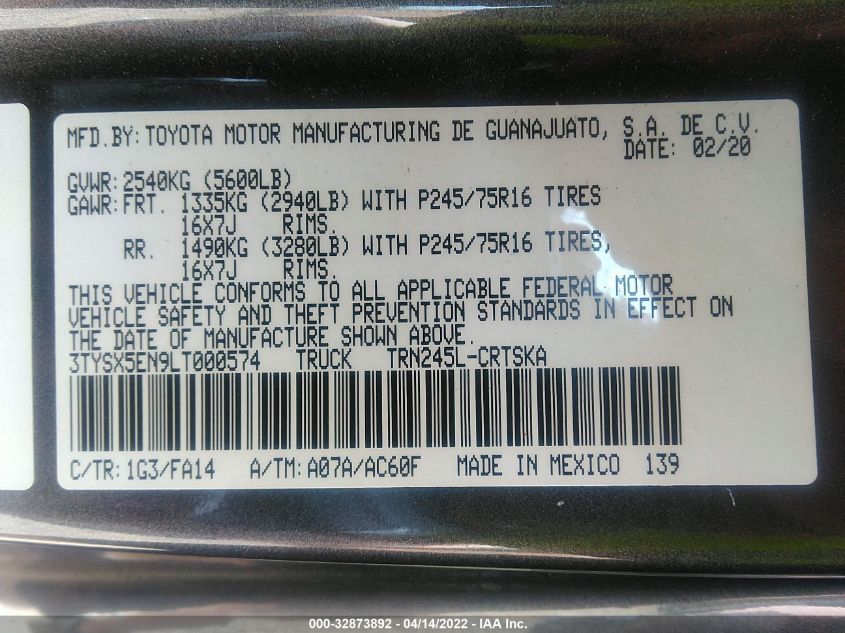 MFD.BY: TOYOTA MOTOR MANUFACTURING DE GUANAJUATO, S.A. DE C.V.
DATE: 02/20
GVWR: 2540KG (5600LB)
GAWR: FRT. 1335KG (2940LB) WITH P245/75R16 TIRES
16X7J RIMS.
RR. 1490KG (3280LB) WITH P245/75R16 TIRES,
16X7J RIMS.
THIS VEHICLE CONFORMS TO ALL APPLICABLE FEDERAL MOTOR
VEHICLE SAFETY AND THEFT PREVENTION STANDARDS IN EFFECT ON
THE DATE OF MANUFACTURE SHOWN ABOVE.
3TYSX5EN9LT000574 TRUCK TRN245L-CRTSKA
C/TR: 1G3/FA14 A/TM: A07A/AC60F MADE IN MEXICO 139
000-32873892 - 04/14/2022 - IAA Inc.